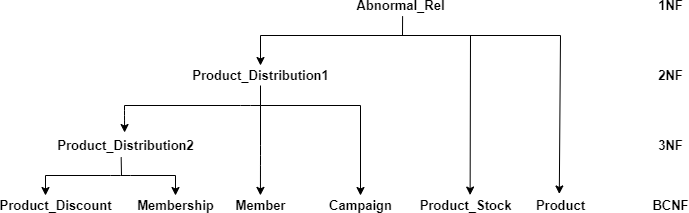 Abnormal_Rel 1NF
Product_Distribution1 2NF
Product_Distribution2 3NF
Product_Discount Membership Member Campaign Product_Stock Product BCNF